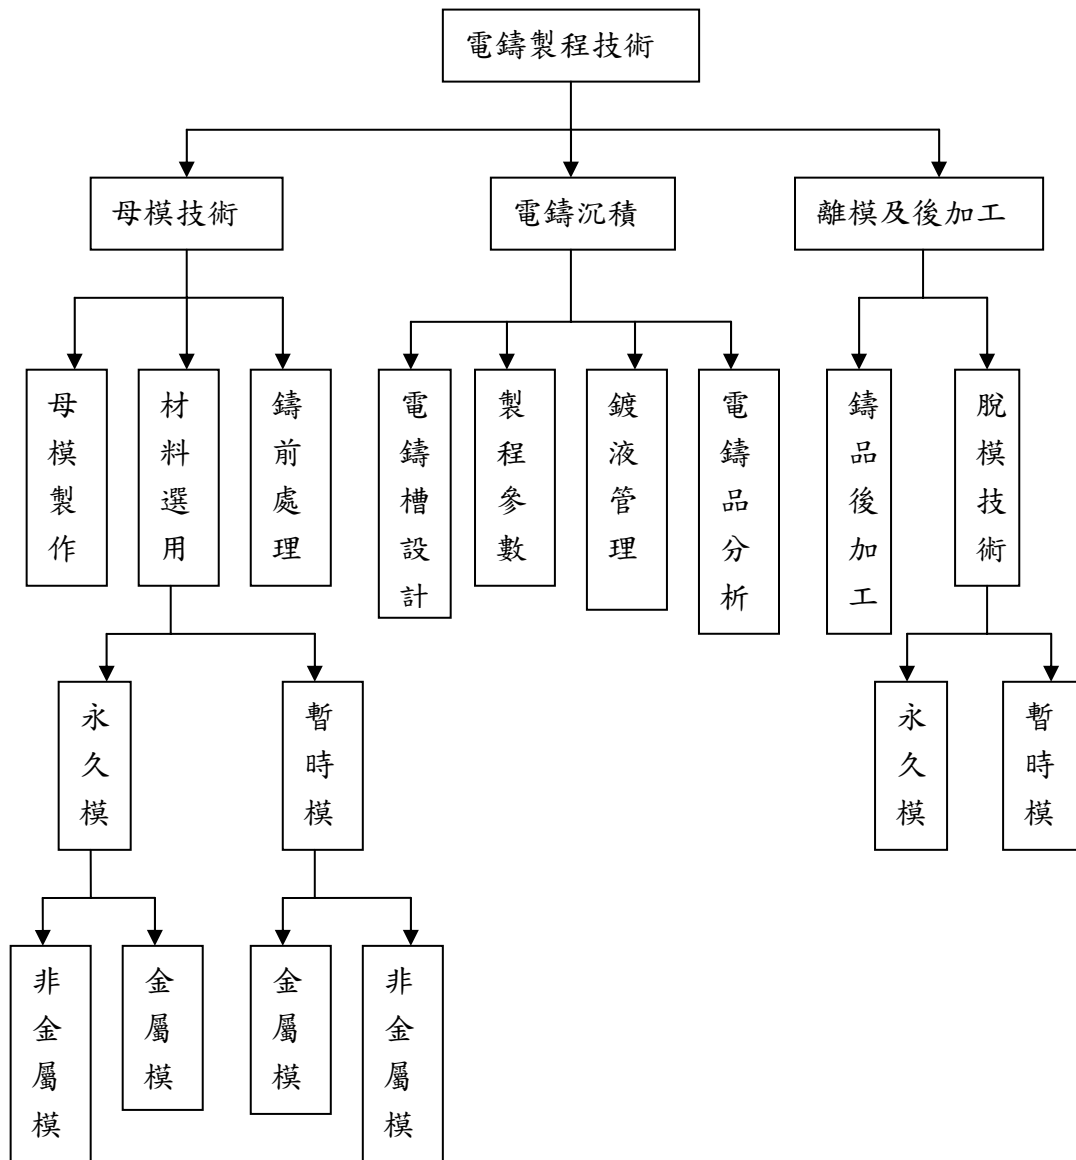 電鑄製程技術
母模技術
電鑄沉積
離模及後加工
母模製作
材料選用
鑄前處理
電鑄槽設計
製程參數
鍍液管理
電鑄品分析
鑄品後加工
脫模技術
永久模
暫時模
永久模
暫時模
非金屬模
金屬模
金屬模
非金屬模